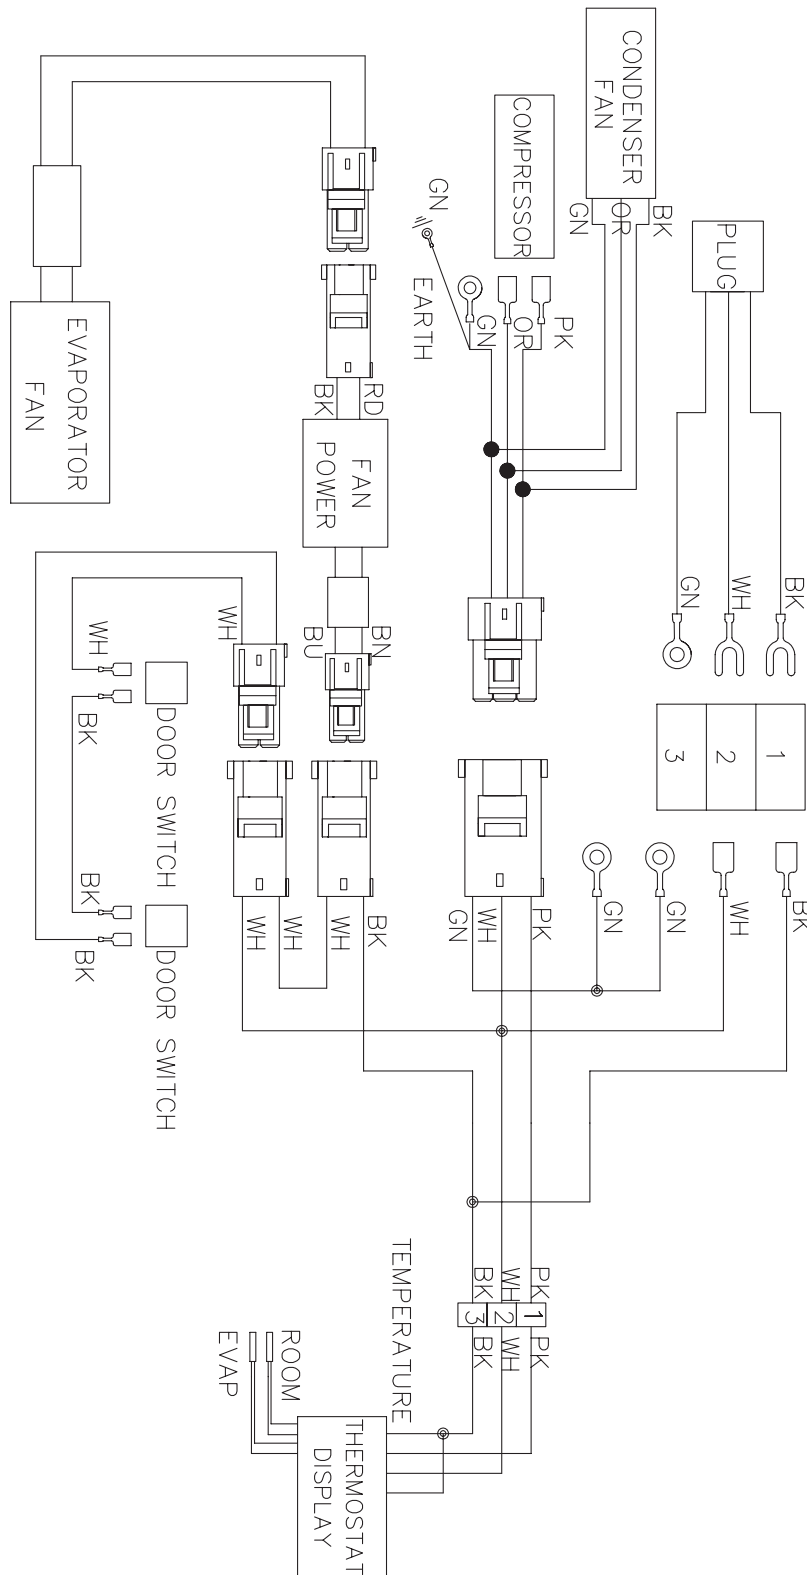 CONDENSER
FAN
BK
OR
GN
COMPRESSOR
PK
OR
GN
GN
EARTH
PLUG
BK
WH
GN
1
2
3
EVAPORATOR
FAN
RD
BK
FAN
POWER
BN
BU
WH
WH
BK
DOOR SWITCH
BK
BK
DOOR SWITCH
WH
WH
WH
BK
GN
WH
PK
GN
GN
WH
BK
PK
WH
BK
1
2
3
PK
WH
BK
TEMPERATURE
ROOM
EVAP
THERMOSTAT
DISPLAY